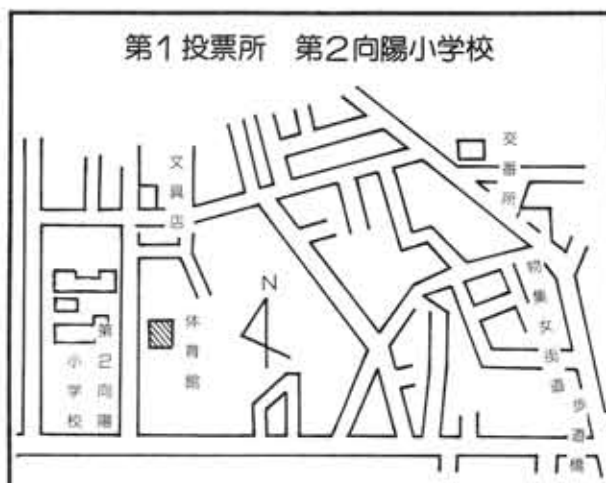 第1投票所　第2向陽小学校
交番所
文具店
N
物集女街道
体育館
第2向陽
小学校
歩道橋